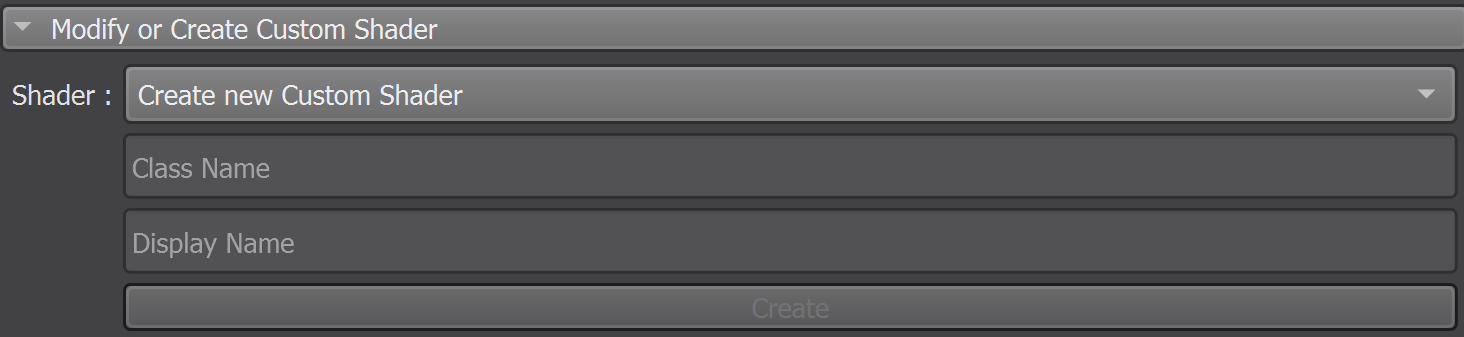 Modify or Create Custom Shader
Shader : Create new Custom Shader
Class Name
Display Name
Create